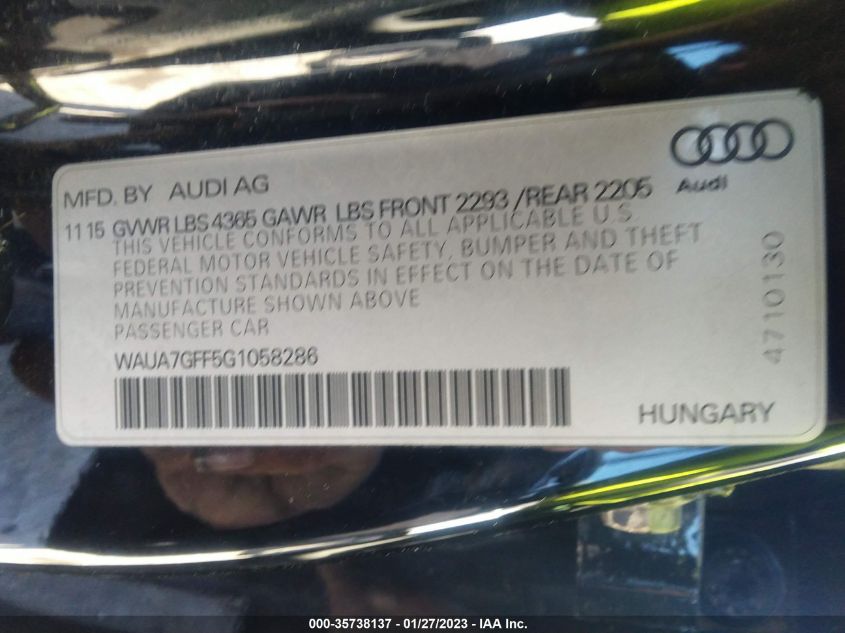 MFD. BY AUDI AG
Audi
11 15 GVWR LBS 4365 GAWR LBS FRONT 2293 /REAR 2205
THIS VEHICLE CONFORMS TO ALL APPLICABLE U.S.
FEDERAL MOTOR VEHICLE SAFETY, BUMPER AND THEFT
PREVENTION STANDARDS IN EFFECT ON THE DATE OF
MANUFACTURE SHOWN ABOVE
PASSENGER CAR
WAUA7GFF5G1058286
HUNGARY
4710130
000-35738137 - 01/27/2023 - IAA Inc.